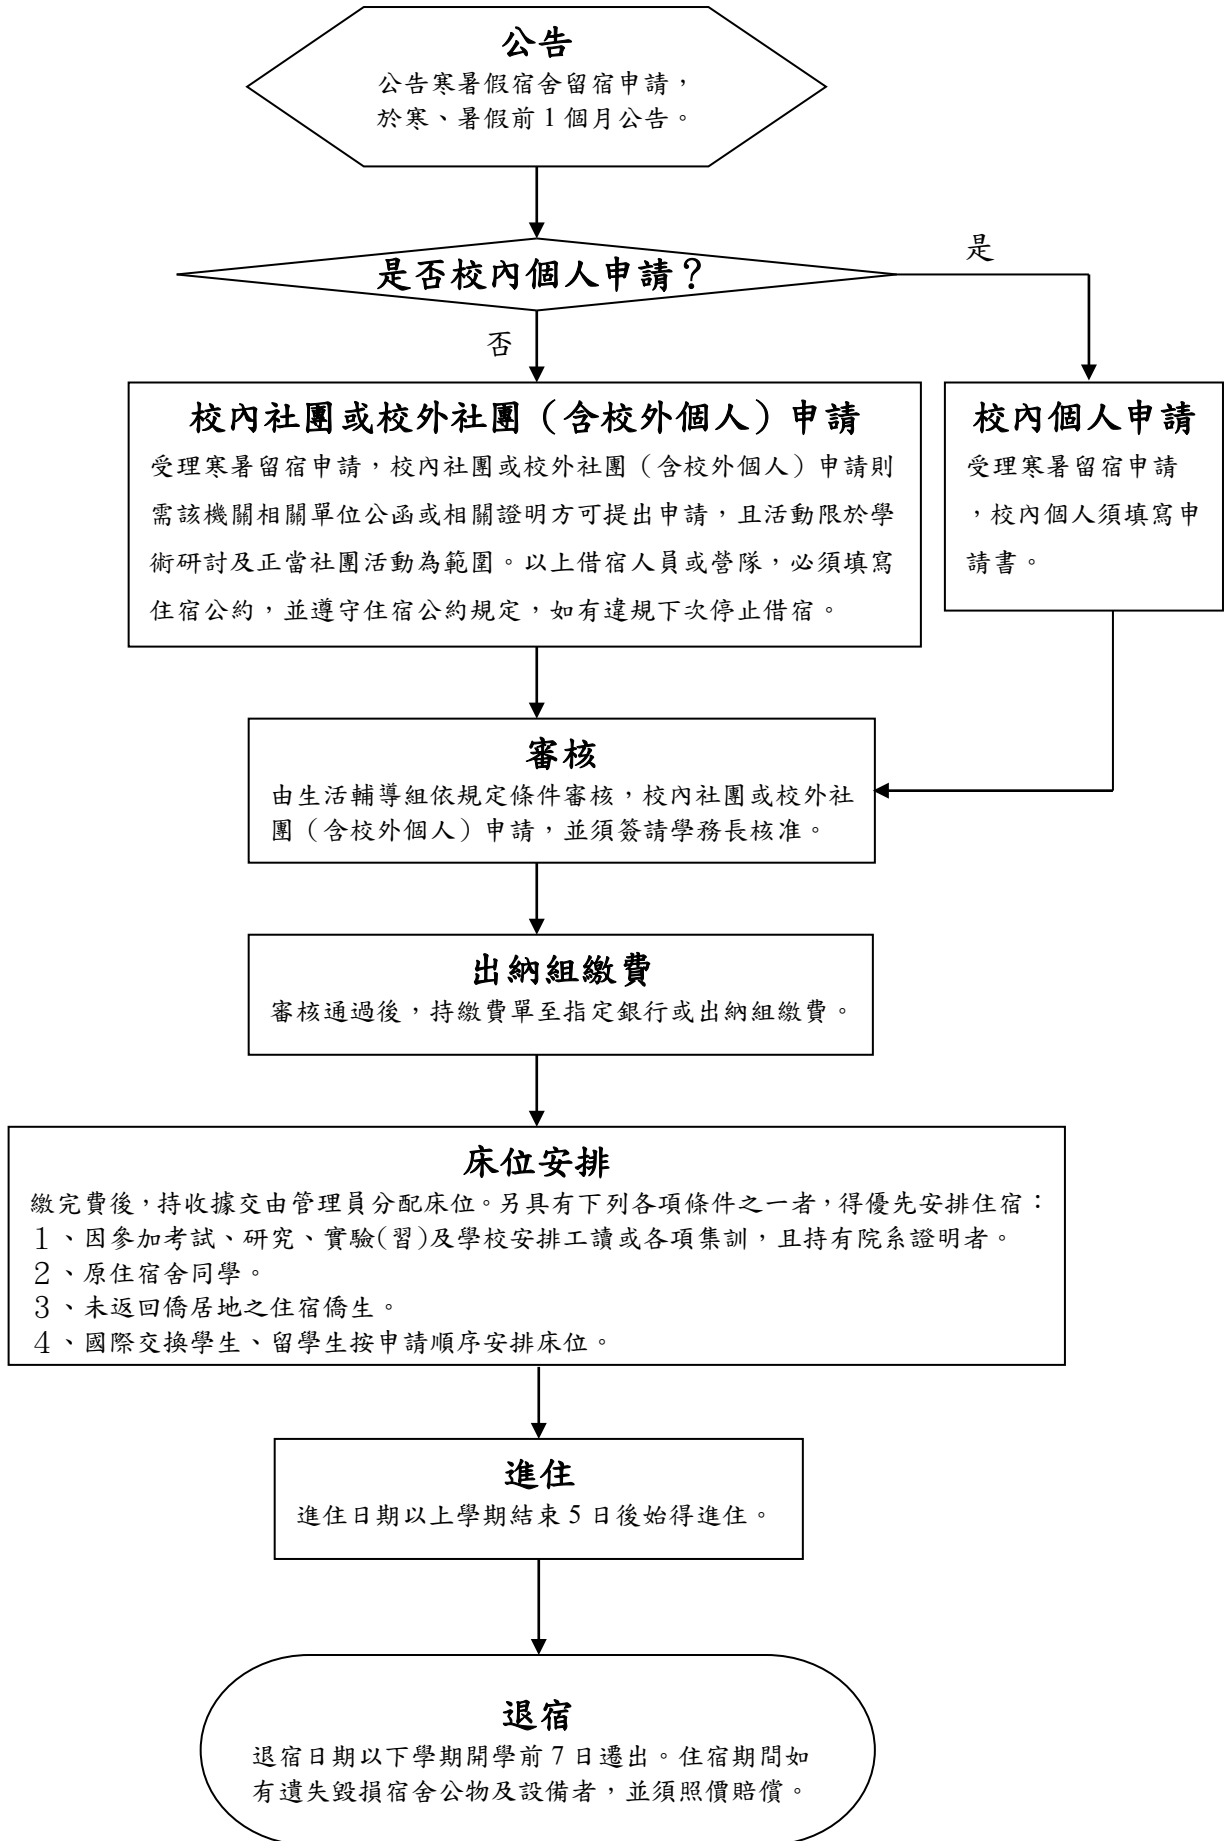 公告
公告寒暑假宿舍留宿申請，
於寒、暑假前1個月公告。
是否校內個人申請？
是
否
校內社團或校外社團（含校外個人）申請
受理寒暑留宿申請，校內社團或校外社團（含校外個人）申請則
需該機關相關單位公函或相關證明方可提出申請，且活動限於學
術研討及正當社團活動為範圍。以上借宿人員或營隊，必須填寫
住宿公約，並遵守住宿公約規定，如有違規下次停止借宿。
校內個人申請
受理寒暑留宿申請
，校內個人須填寫申
請書。
審核
由生活輔導組依規定條件審核，校內社團或校外社
團（含校外個人）申請，並須簽請學務長核准。
出納組繳費
審核通過後，持繳費單至指定銀行或出納組繳費。
床位安排
繳完費後，持收據交由管理員分配床位。另具有下列各項條件之一者，得優先安排住宿：
１、因參加考試、研究、實驗(習)及學校安排工讀或各項集訓，且持有院系證明者。
２、原住宿舍同學。
３、未返回僑居地之住宿僑生。
４、國際交換學生、留學生按申請順序安排床位。
進住
進住日期以上學期結束5日後始得進住。
退宿
退宿日期以下學期開學前7日遷出。住宿期間如
有遺失毀損宿舍公物及設備者，並須照價賠償。